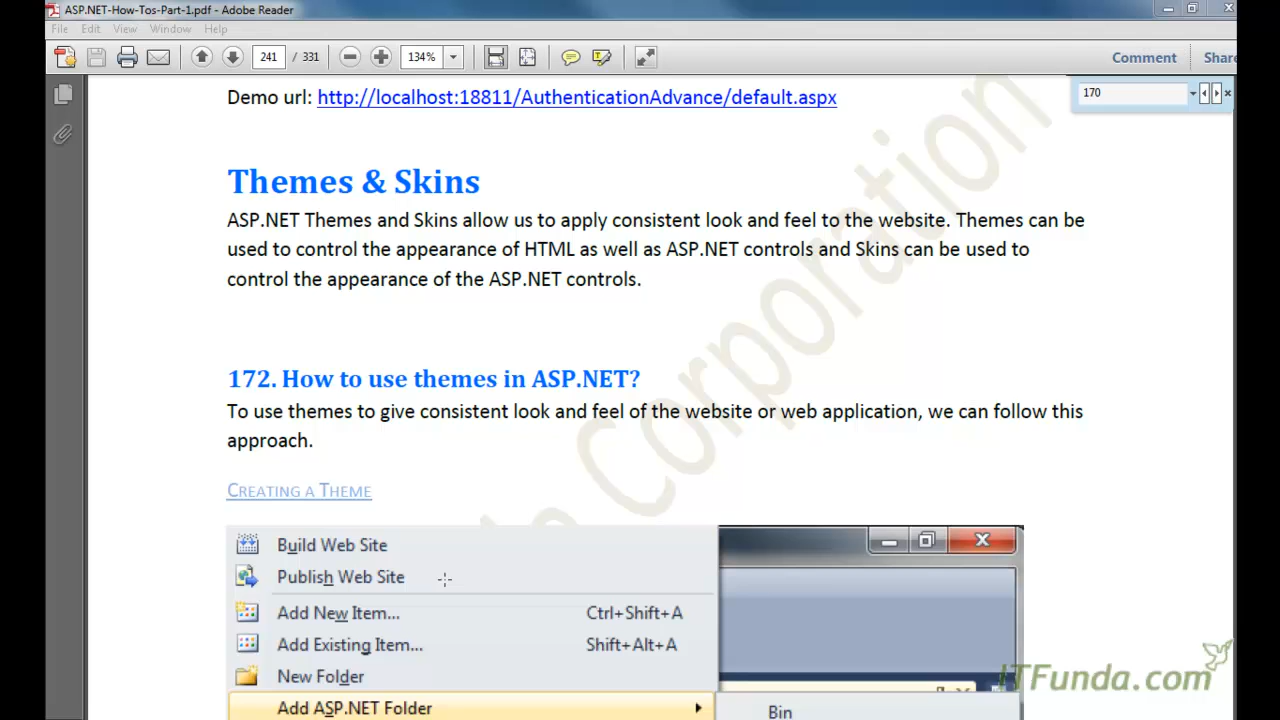 ASP.NET-How-Tos-Part-1.pdf - Adobe Reader
File Edit View Window Help
241 / 331 134% Comment Share
170
Demo url: http://localhost:18811/AuthenticationAdvance/default.aspx
Themes & Skins
ASP.NET Themes and Skins allow us to apply consistent look and feel to the website. Themes can be
used to control the appearance of HTML as well as ASP.NET controls and Skins can be used to
control the appearance of the ASP.NET controls.
172. How to use themes in ASP.NET?
To use themes to give consistent look and feel of the website or web application, we can follow this
approach.
CREATING A THEME
Build Web Site
Publish Web Site
Add New Item... Ctrl+Shift+A
Add Existing Item... Shift+Alt+A
New Folder
Add ASP.NET Folder
Bin
Corporation
ITFunda.com